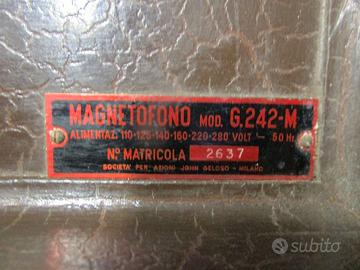 MAGNETOFONO MOD. G.242-M
ALIMENTAZ. 110-125-140-160-220-280 VOLT ~ 50 Hz
N° MATRICOLA 2637
SOCIETA' PER AZIONI JOHN GELOSO - MILANO
subito